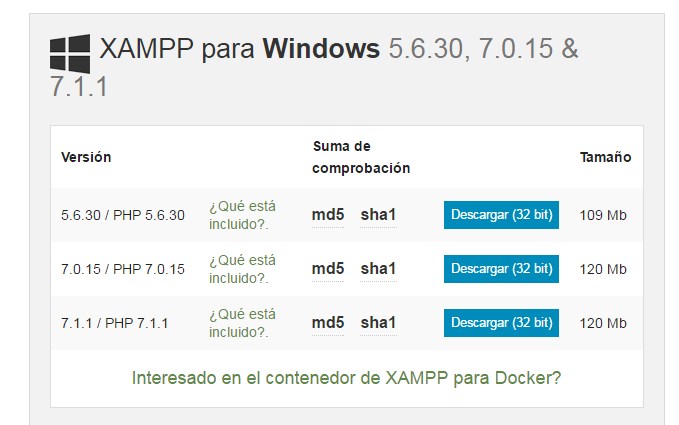 XAMPP para Windows 5.6.30, 7.0.15 &
7.1.1
Versión
Suma de
comprobación
Tamaño
5.6.30 / PHP 5.6.30
¿Qué está
incluido?.
md5 sha1
Descargar (32 bit)
109 Mb
7.0.15 / PHP 7.0.15
¿Qué está
incluido?.
md5 sha1
Descargar (32 bit)
120 Mb
7.1.1 / PHP 7.1.1
¿Qué está
incluido?.
md5 sha1
Descargar (32 bit)
120 Mb
Interesado en el contenedor de XAMPP para Docker?